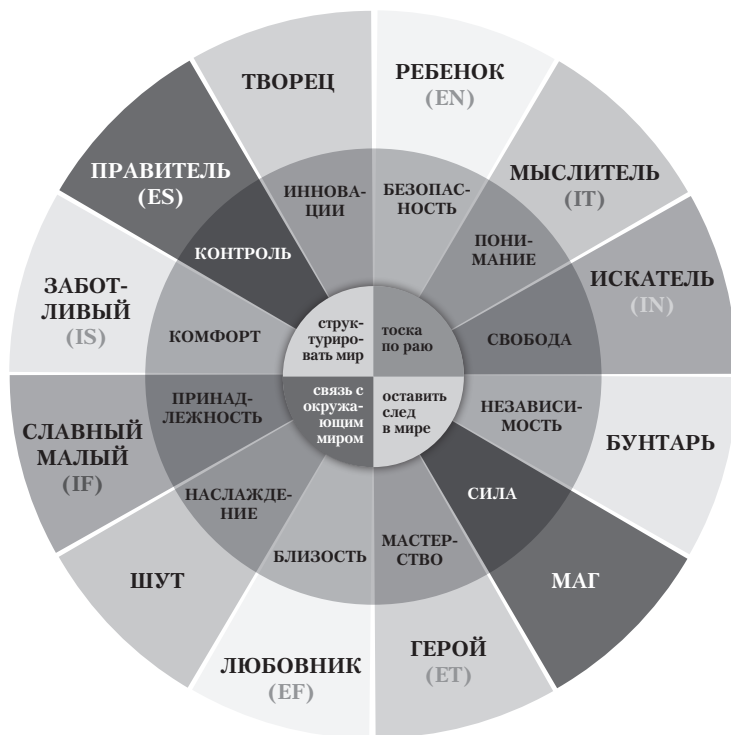 ТВОРЕЦ
РЕБЕНОК
(EN)
МЫСЛИТЕЛЬ
(IT)
ИСКАТЕЛЬ
(IN)
БУНТАРЬ
МАГ
ГЕРОЙ
(ET)
ЛЮБОВНИК
(EF)
ШУТ
СЛАВНЫЙ
МАЛЫЙ
(IF)
ЗАБОТ-
ЛИВЫЙ
(IS)
ПРАВИТЕЛЬ
(ES)
ИННОВА-
ЦИИ
БЕЗОПАС-
НОСТЬ
ПОНИ-
МАНИЕ
СВОБОДА
НЕЗАВИСИ-
МОСТЬ
СИЛА
МАСТЕР-
СТВО
БЛИЗОСТЬ
НАСЛАЖДЕ-
НИЕ
ПРИНАД-
ЛЕЖНОСТЬ
КОМФОРТ
КОНТРОЛЬ
струк-
туриро-
вать мир
тоска
по раю
связь с
окружа-
ющим
миром
оставить
след
в мире